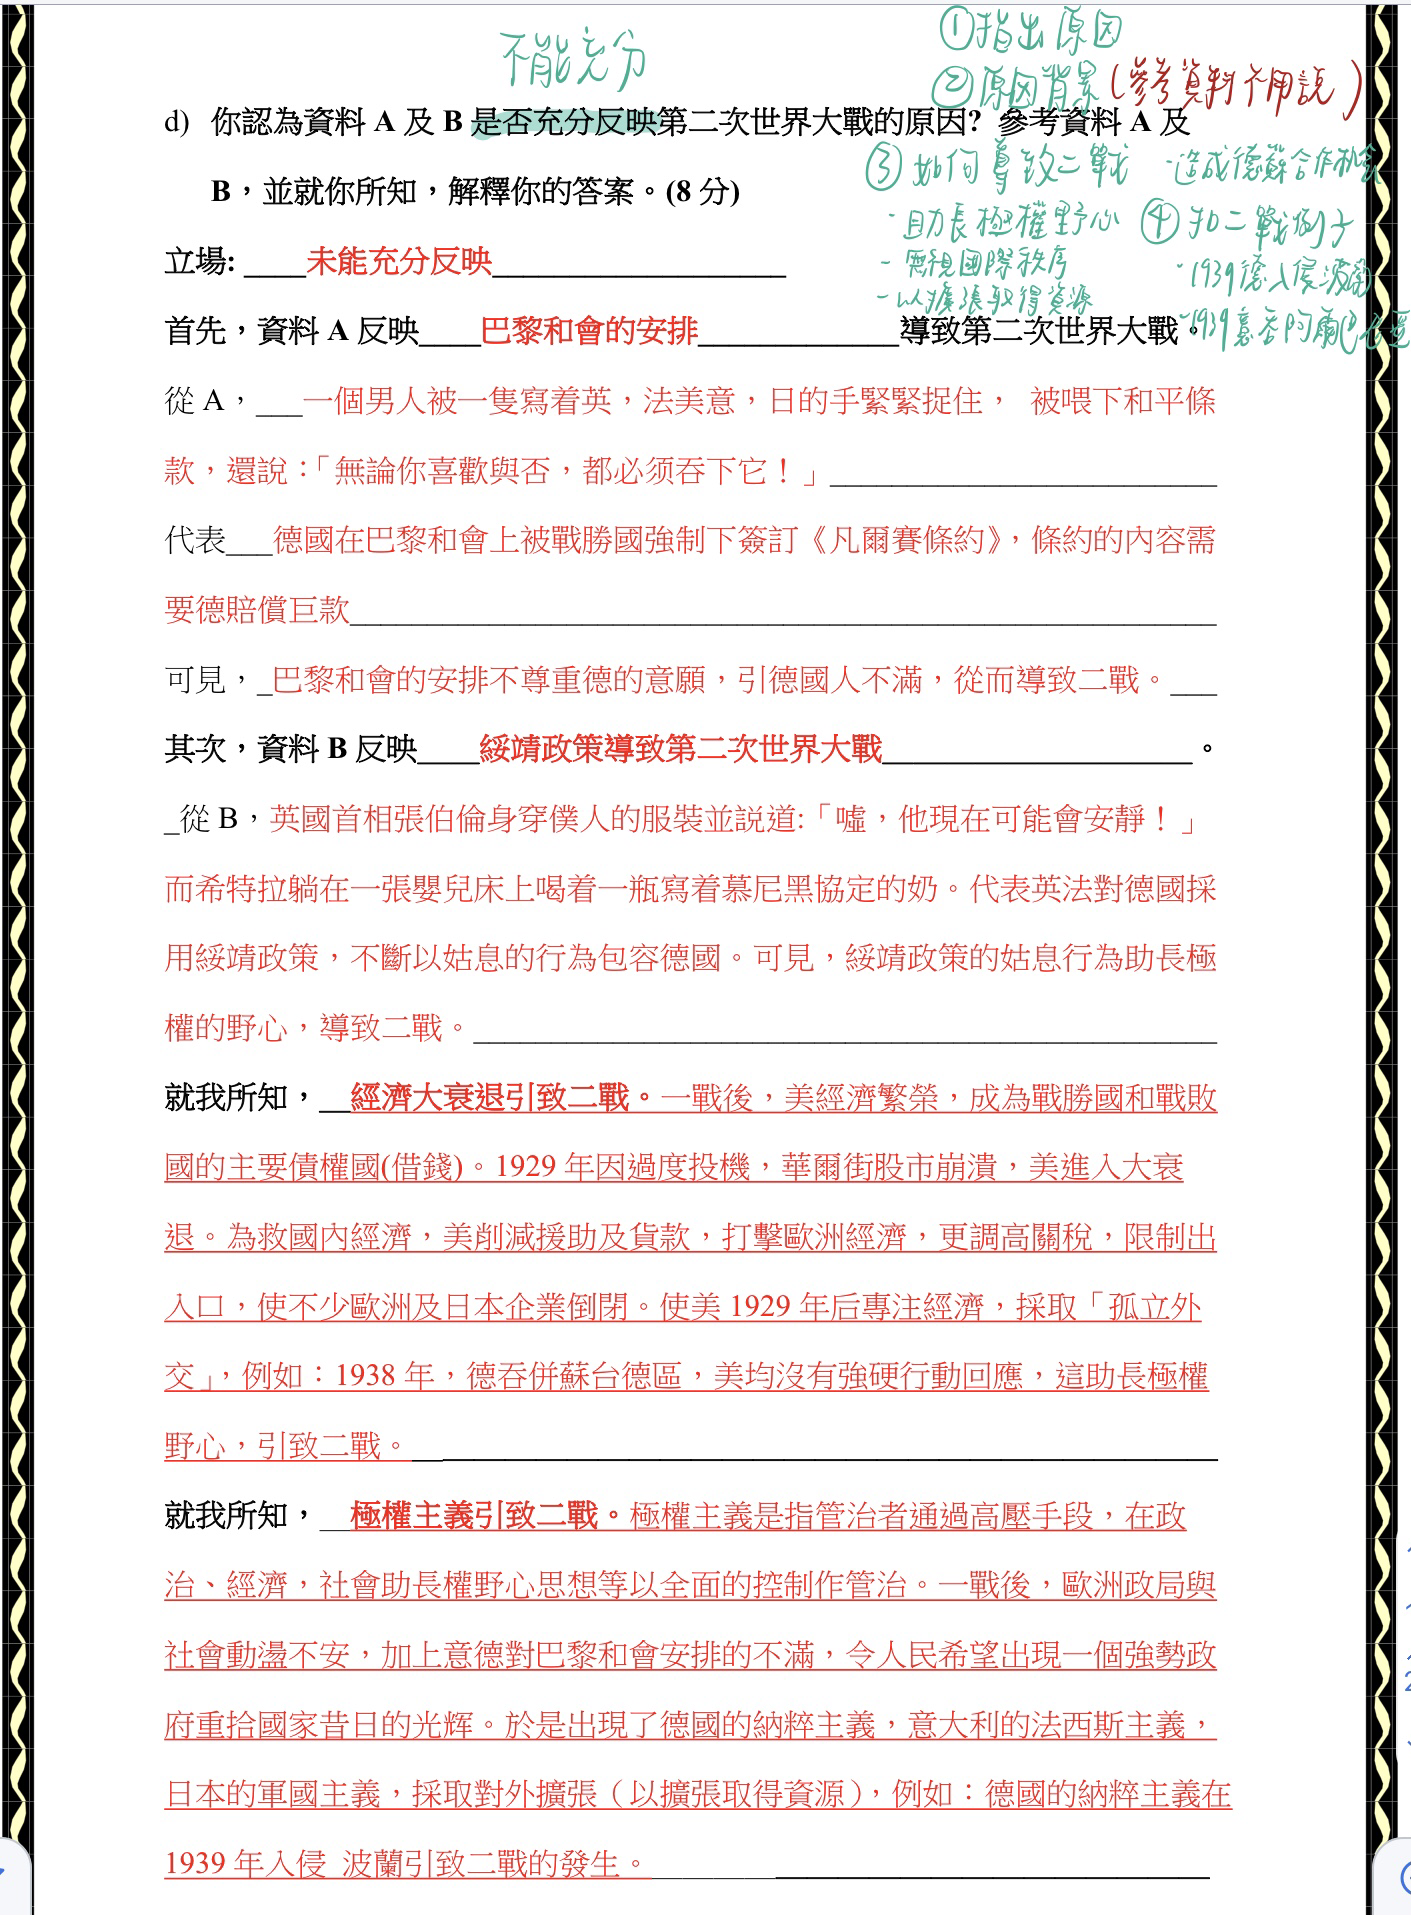 不能充分
①指出原因
②原因背景(參考資料不用說)
d) 你認為資料 A 及 B 是否充分反映第二次世界大戰的原因? 參考資料 A 及
③如何導致二戰 -造成德蘇合作機會
B，並就你所知，解釋你的答案。(8 分)
-助長極權野心 ④扣二戰例子
立場: ____未能充分反映___________________
-無視國際秩序 -1939德入侵波蘭
-以擴張取得資源
首先，資料 A 反映____巴黎和會的安排_____________導致第二次世界大戰。
-1939意吞阿爾巴尼亞
從 A，___一個男人被一隻寫着英，法美意，日的手緊緊捉住， 被喂下和平條
款，還說：「無論你喜歡與否，都必须吞下它！」_________________________
代表___德國在巴黎和會上被戰勝國強制下簽訂《凡爾賽條約》，條約的內容需
要德賠償巨款________________________________________________________
可見，_巴黎和會的安排不尊重德的意願，引德國人不滿，從而導致二戰。___
其次，資料 B 反映____綏靖政策導致第二次世界大戰____________________。
_從 B，英國首相張伯倫身穿僕人的服裝並説道:「噓，他現在可能會安靜！」
而希特拉躺在一張嬰兒床上喝着一瓶寫着慕尼黑協定的奶。代表英法對德國採
用綏靖政策，不斷以姑息的行為包容德國。可見，綏靖政策的姑息行為助長極
權的野心，導致二戰。________________________________________________
就我所知，__經濟大衰退引致二戰。一戰後，美經濟繁榮，成為戰勝國和戰敗
國的主要債權國(借錢)。1929 年因過度投機，華爾街股市崩潰，美進入大衰
退。為救國內經濟，美削減援助及貨款，打擊歐洲經濟，更調高關稅，限制出
入口，使不少歐洲及日本企業倒閉。使美 1929 年后專注經濟，採取「孤立外
交」，例如：1938 年，德吞併蘇台德區，美均沒有強硬行動回應，這助長極權
野心，引致二戰。____________________________________________________
就我所知，__極權主義引致二戰。極權主義是指管治者通過高壓手段，在政
治、經濟，社會助長權野心思想等以全面的控制作管治。一戰後，歐洲政局與
社會動盪不安，加上意德對巴黎和會安排的不滿，令人民希望出現一個強勢政
府重拾國家昔日的光辉。於是出現了德國的納粹主義，意大利的法西斯主義，
日本的軍國主義，採取對外擴張（以擴張取得資源），例如：德國的納粹主義在
1939 年入侵 波蘭引致二戰的發生。____________________________________